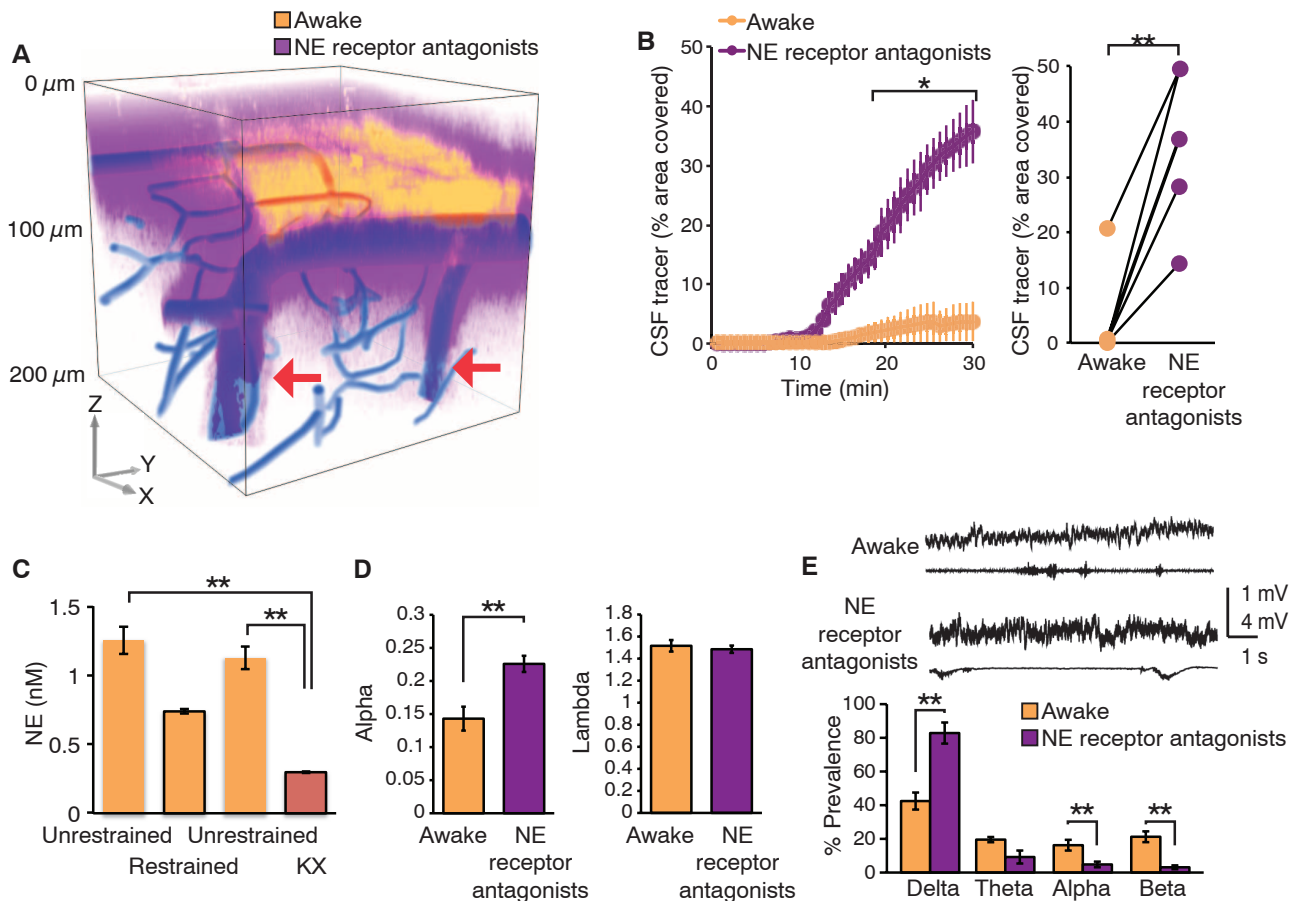 Awake
NE receptor antagonists
A
0 µm
100 µm
200 µm
Z
Y
X
B
Awake
NE receptor antagonists
CSF tracer (% area covered)
50
40
30
20
10
0
*
0
10
20
30
Time (min)
CSF tracer (% area covered)
50
40
30
20
10
0
**
Awake
NE
receptor
antagonists
C
NE (nM)
1.5
1
0.5
0
**
**
Unrestrained
Restrained
Unrestrained
KX
D
Alpha
0.3
0.25
0.2
0.15
0.1
0.05
0
**
Awake
NE
receptor
antagonists
Lambda
1.8
1.6
1.4
1.2
1.0
0.8
0.6
0.4
0.2
0
Awake
NE
receptor
antagonists
E
Awake
NE
receptor
antagonists
1 mV
4 mV
1 s
% Prevalence
100
80
60
40
20
0
Awake
NE receptor antagonists
**
**
**
Delta
Theta
Alpha
Beta